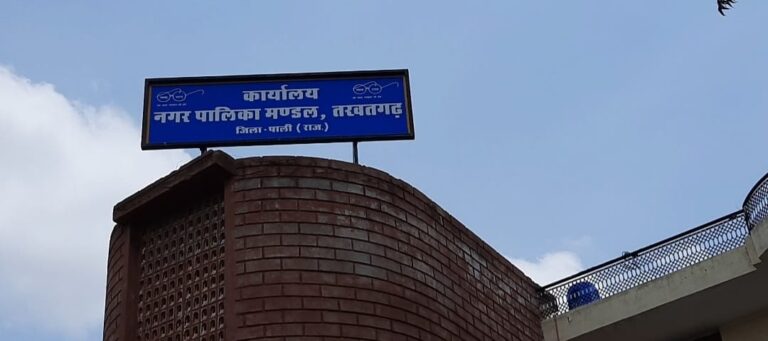 कार्यालय
नगर पालिका मण्डल, तखतगढ़
जिला-पाली (राज.)